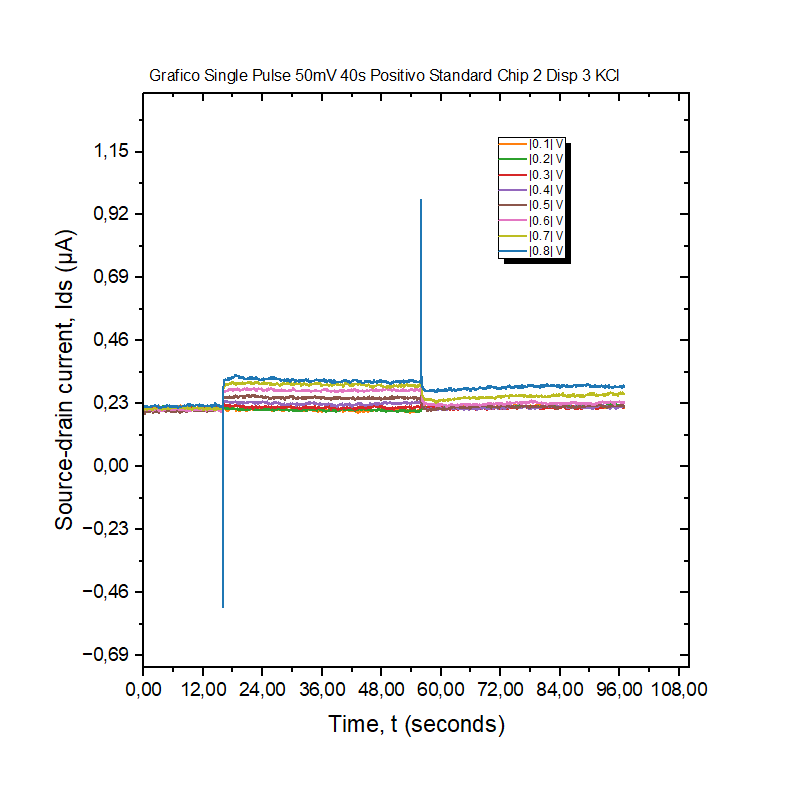 Grafico Single Pulse 50mV 40s Positivo Standard Chip 2 Disp 3 KCl
|0.1| V
|0.2| V
|0.3| V
|0.4| V
|0.5| V
|0.6| V
|0.7| V
|0.8| V
Source-drain current, Ids (µA)
1,15
0,92
0,69
0,46
0,23
0,00
−0,23
−0,46
−0,69
0,00 12,00 24,00 36,00 48,00 60,00 72,00 84,00 96,00 108,00
Time, t (seconds)